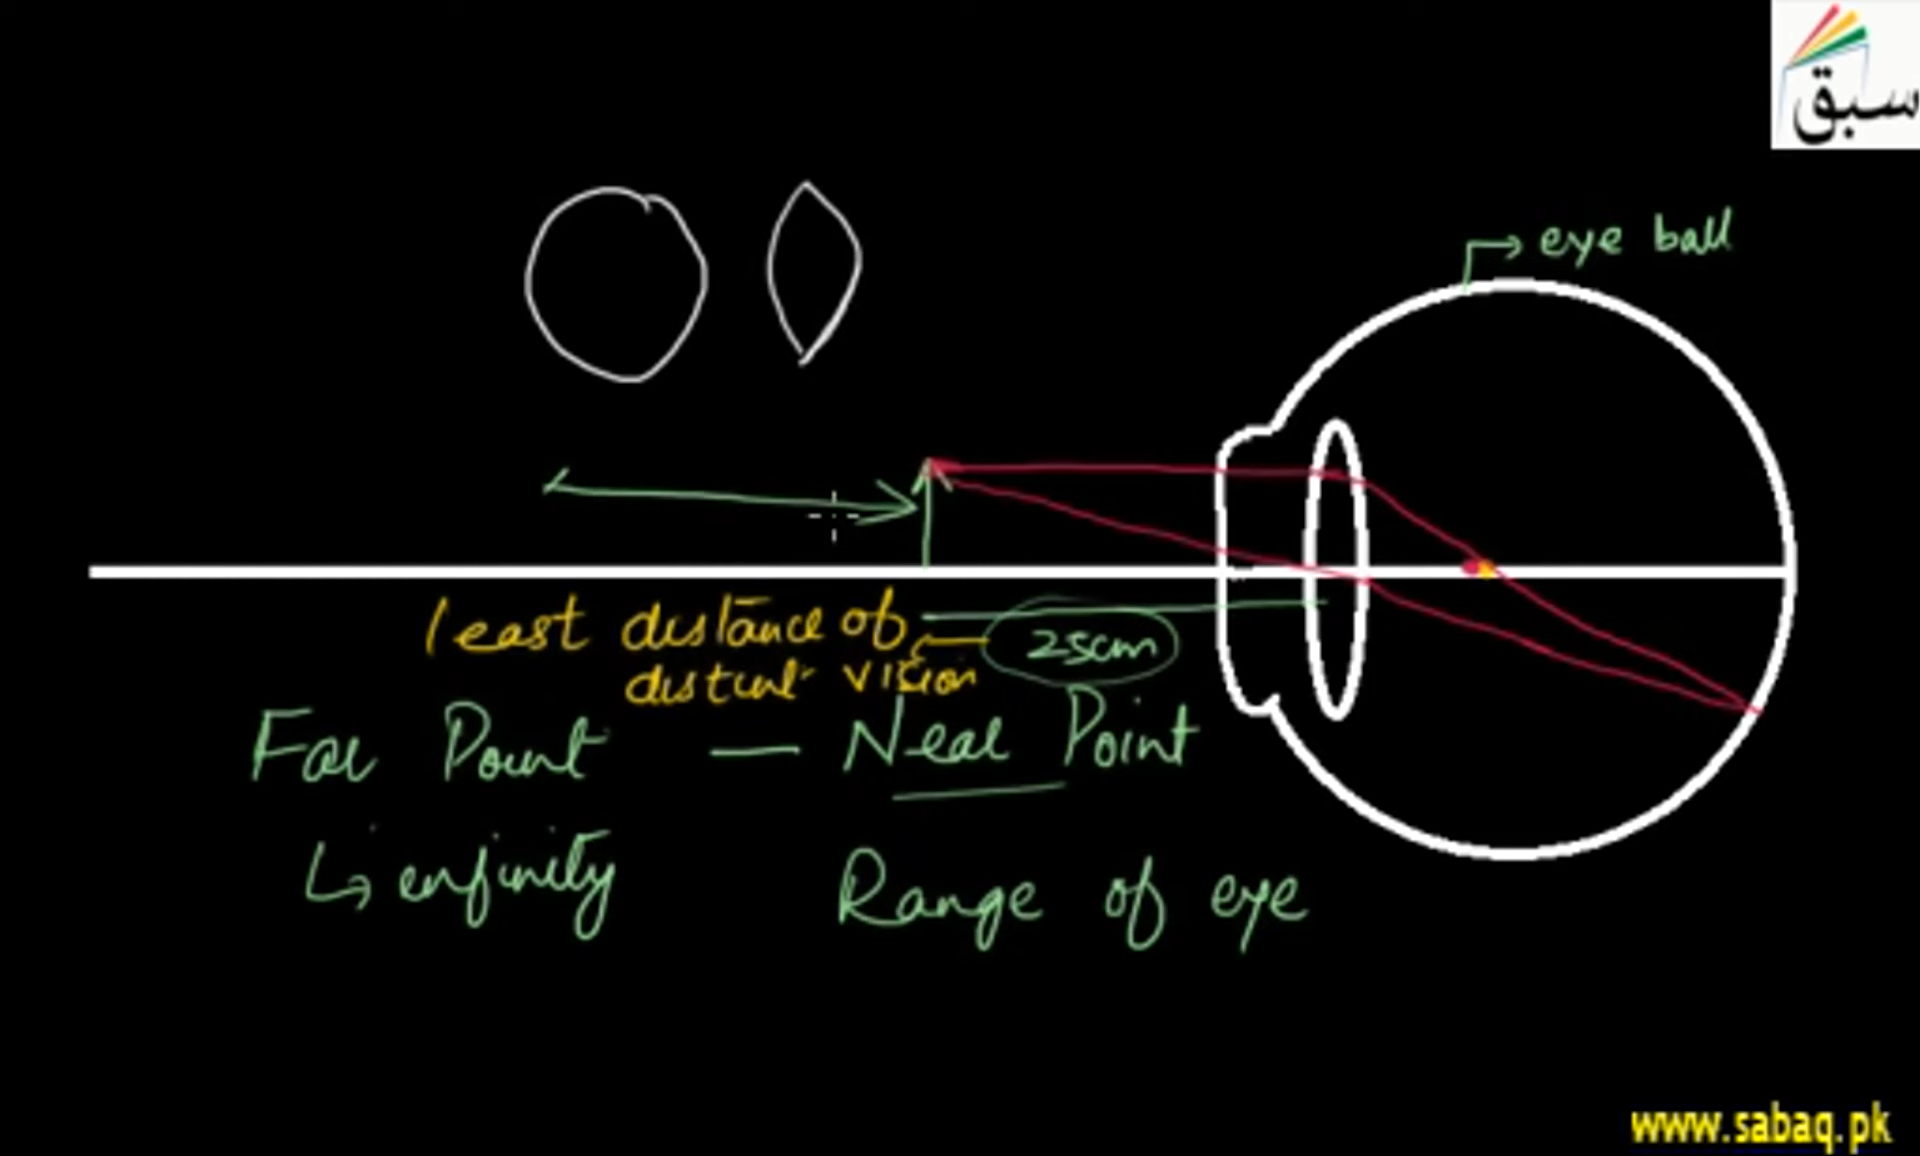 سبق
eye ball
least distance of
distinct vision
25cm
Far Point — Near Point
↳ infinity
Range of eye
www.sabaq.pk